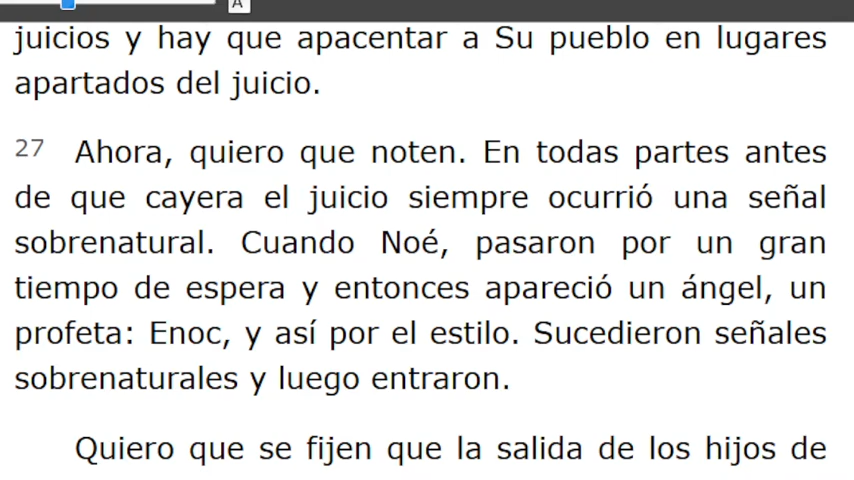 A
juicios y hay que apacentar a Su pueblo en lugares
apartados del juicio.
27 Ahora, quiero que noten. En todas partes antes
de que cayera el juicio siempre ocurrió una señal
sobrenatural. Cuando Noé, pasaron por un gran
tiempo de espera y entonces apareció un ángel, un
profeta: Enoc, y así por el estilo. Sucedieron señales
sobrenaturales y luego entraron.
Quiero que se fijen que la salida de los hijos de